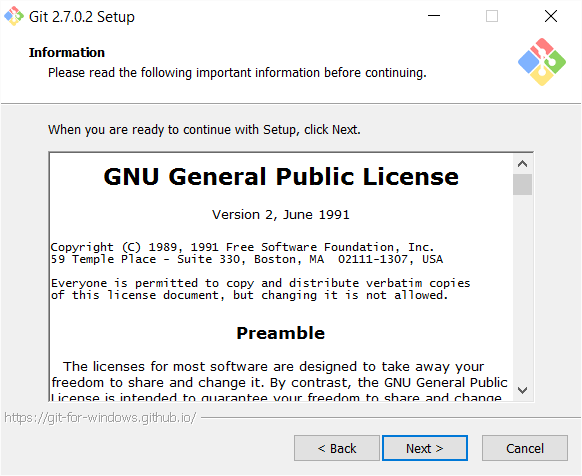 Git 2.7.0.2 Setup
Information
Please read the following important information before continuing.
When you are ready to continue with Setup, click Next.
GNU General Public License
Version 2, June 1991
Copyright (C) 1989, 1991 Free Software Foundation, Inc.
59 Temple Place - Suite 330, Boston, MA  02111-1307, USA
Everyone is permitted to copy and distribute verbatim copies
of this license document, but changing it is not allowed.
Preamble
The licenses for most software are designed to take away your
freedom to share and change it. By contrast, the GNU General Public
License is intended to guarantee your freedom to share and change
https://git-for-windows.github.io/
< Back
Next >
Cancel